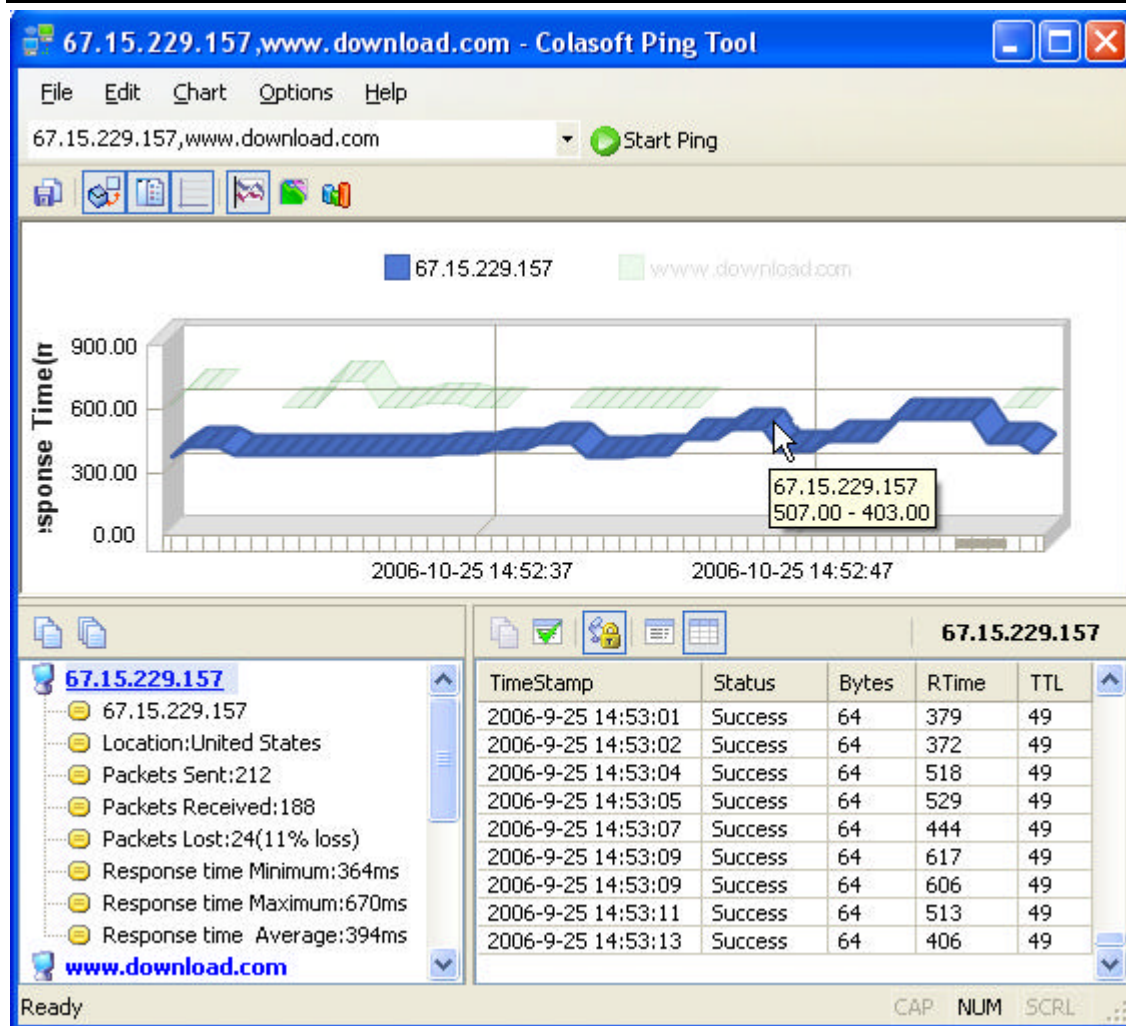 67.15.229.157,www.download.com - Colasoft Ping Tool
File Edit Chart Options Help
67.15.229.157,www.download.com Start Ping
67.15.229.157 www.download.com
sponse Time(m
900.00
600.00
300.00
0.00
67.15.229.157
507.00 - 403.00
2006-10-25 14:52:37 2006-10-25 14:52:47
67.15.229.157
67.15.229.157
67.15.229.157
Location:United States
Packets Sent:212
Packets Received:188
Packets Lost:24(11% loss)
Response time Minimum:364ms
Response time Maximum:670ms
Response time Average:394ms
www.download.com
TimeStamp Status Bytes RTime TTL
2006-9-25 14:53:01 Success 64 379 49
2006-9-25 14:53:02 Success 64 372 49
2006-9-25 14:53:04 Success 64 518 49
2006-9-25 14:53:05 Success 64 529 49
2006-9-25 14:53:07 Success 64 444 49
2006-9-25 14:53:09 Success 64 617 49
2006-9-25 14:53:09 Success 64 606 49
2006-9-25 14:53:11 Success 64 513 49
2006-9-25 14:53:13 Success 64 406 49
Ready CAP NUM SCRL